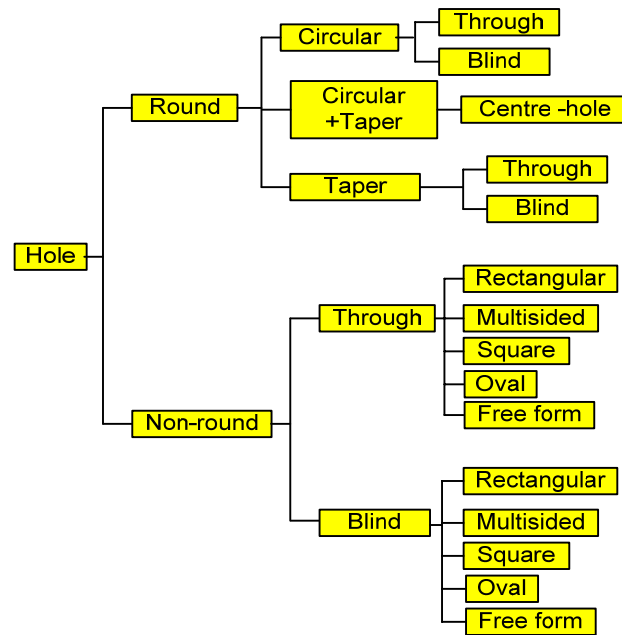 Hole
Round
Circular
Through
Blind
Circular
+Taper
Centre -hole
Taper
Through
Blind
Non-round
Through
Rectangular
Multisided
Square
Oval
Free form
Blind
Rectangular
Multisided
Square
Oval
Free form